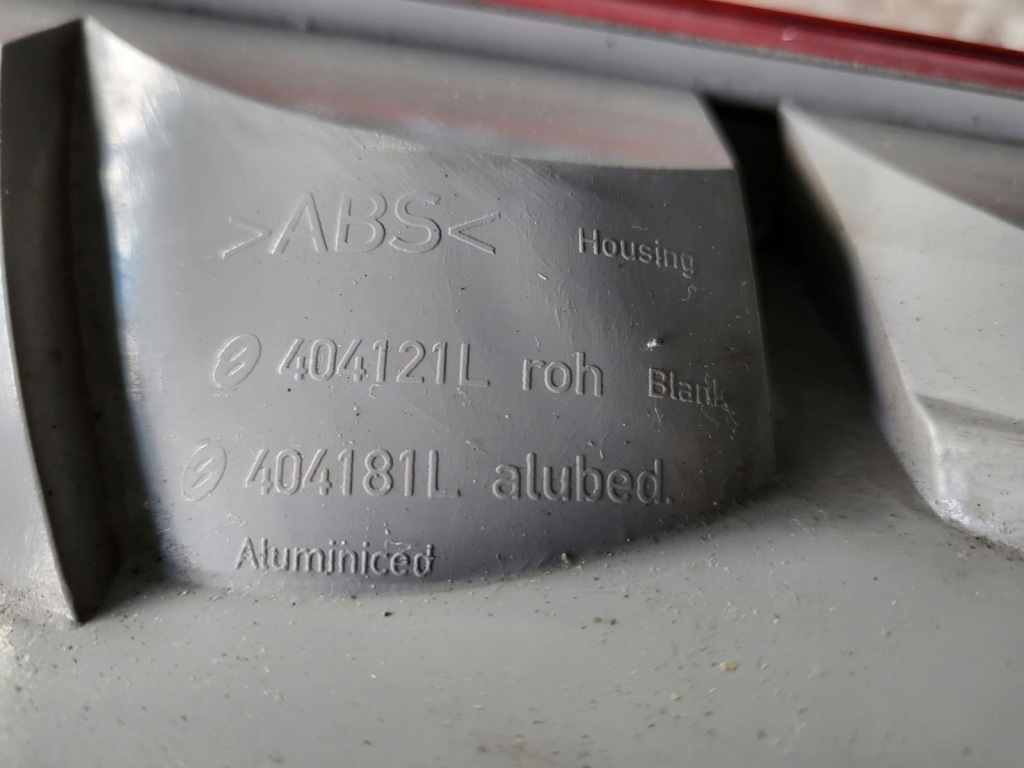 >ABS< Housing
404121L roh Blank
404181L alubed.
Aluminiced